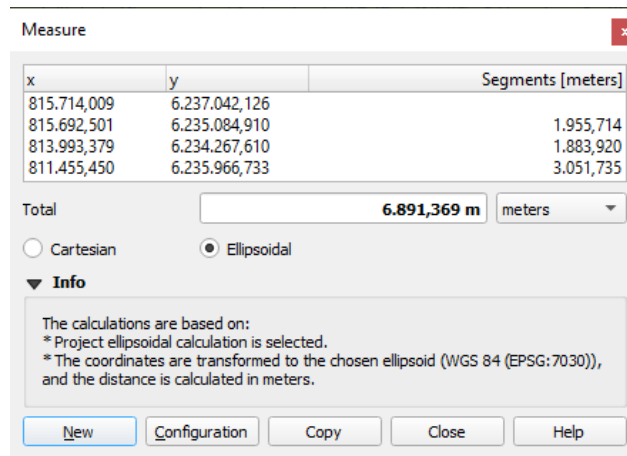 Measure
x y Segments [meters]
815.714,009 6.237.042,126
815.692,501 6.235.084,910 1.955,714
813.993,379 6.234.267,610 1.883,920
811.455,450 6.235.966,733 3.051,735
Total 6.891,369 m meters
Cartesian Ellipsoidal
Info
The calculations are based on:
* Project ellipsoidal calculation is selected.
* The coordinates are transformed to the chosen ellipsoid (WGS 84 (EPSG:7030)),
and the distance is calculated in meters.
New Configuration Copy Close Help